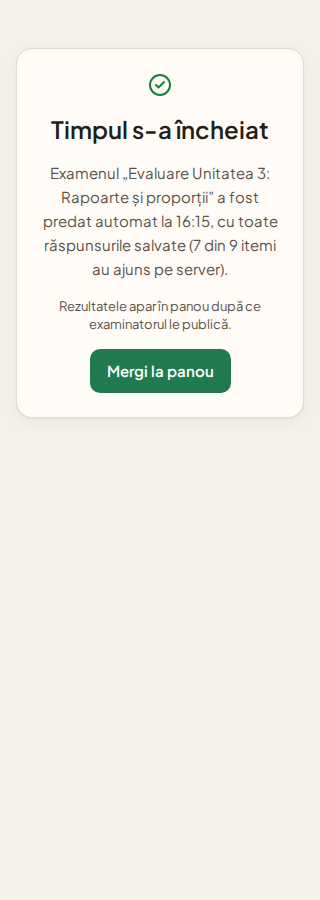 Timpul s-a încheiat
Examenul „Evaluare Unitatea 3:
Rapoarte și proporții” a fost
predat automat la 16:15, cu toate
răspunsurile salvate (7 din 9 itemi
au ajuns pe server).
Rezultatele apar în panou după ce
examinatorul le publică.
Mergi la panou